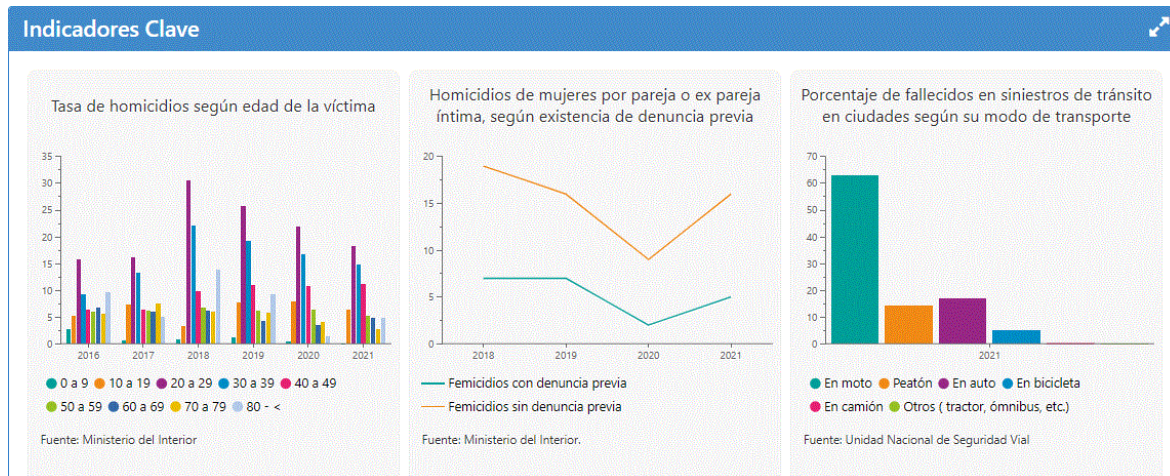 Indicadores Clave
Tasa de homicidios según edad de la víctima
35
30
25
20
15
10
5
0
2016 2017 2018 2019 2020 2021
0 a 9 10 a 19 20 a 29 30 a 39 40 a 49
50 a 59 60 a 69 70 a 79 80 - <
Fuente: Ministerio del Interior
Homicidios de mujeres por pareja o ex pareja
íntima, según existencia de denuncia previa
20
15
10
5
0
2018 2019 2020 2021
Femicidios con denuncia previa
Femicidios sin denuncia previa
Fuente: Ministerio del Interior.
Porcentaje de fallecidos en siniestros de tránsito
en ciudades según su modo de transporte
70
60
50
40
30
20
10
0
2021
En moto Peatón En auto En bicicleta
En camión Otros ( tractor, ómnibus, etc.)
Fuente: Unidad Nacional de Seguridad Vial